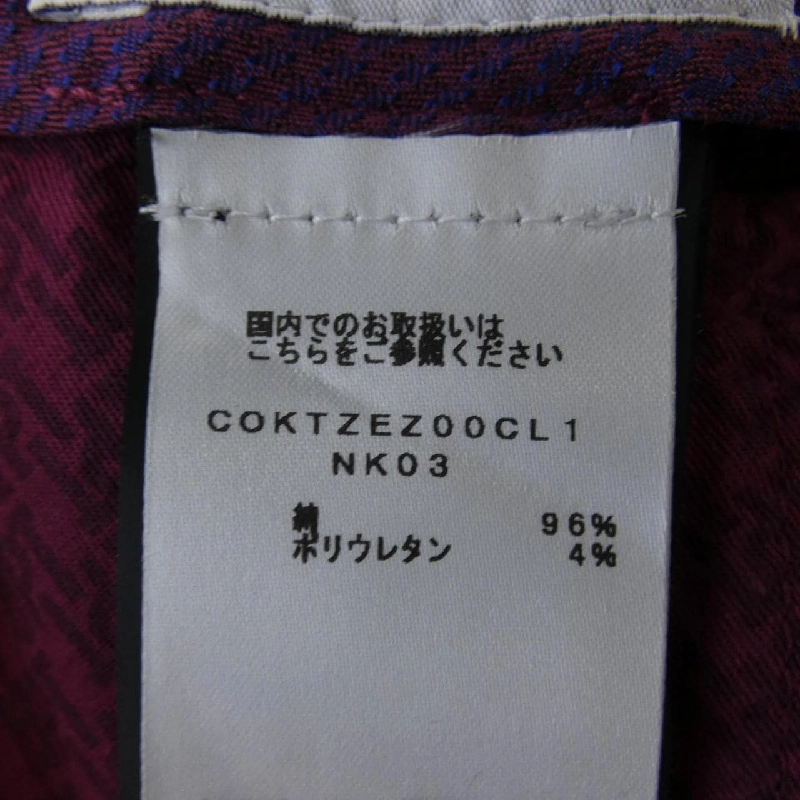 国内でのお取扱いは
こちらをご参照ください
COKTZEZ00CL1
NK03
綿 96%
ポリウレタン 4%